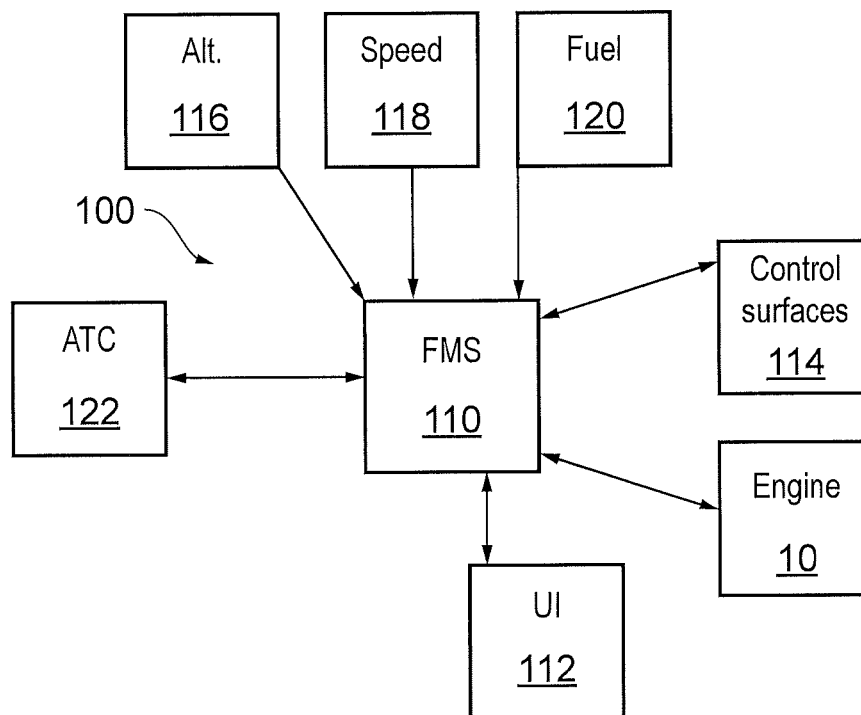 Alt.
116
Speed
118
Fuel
120
100
Control
surfaces
114
ATC
122
FMS
110
Engine
10
UI
112